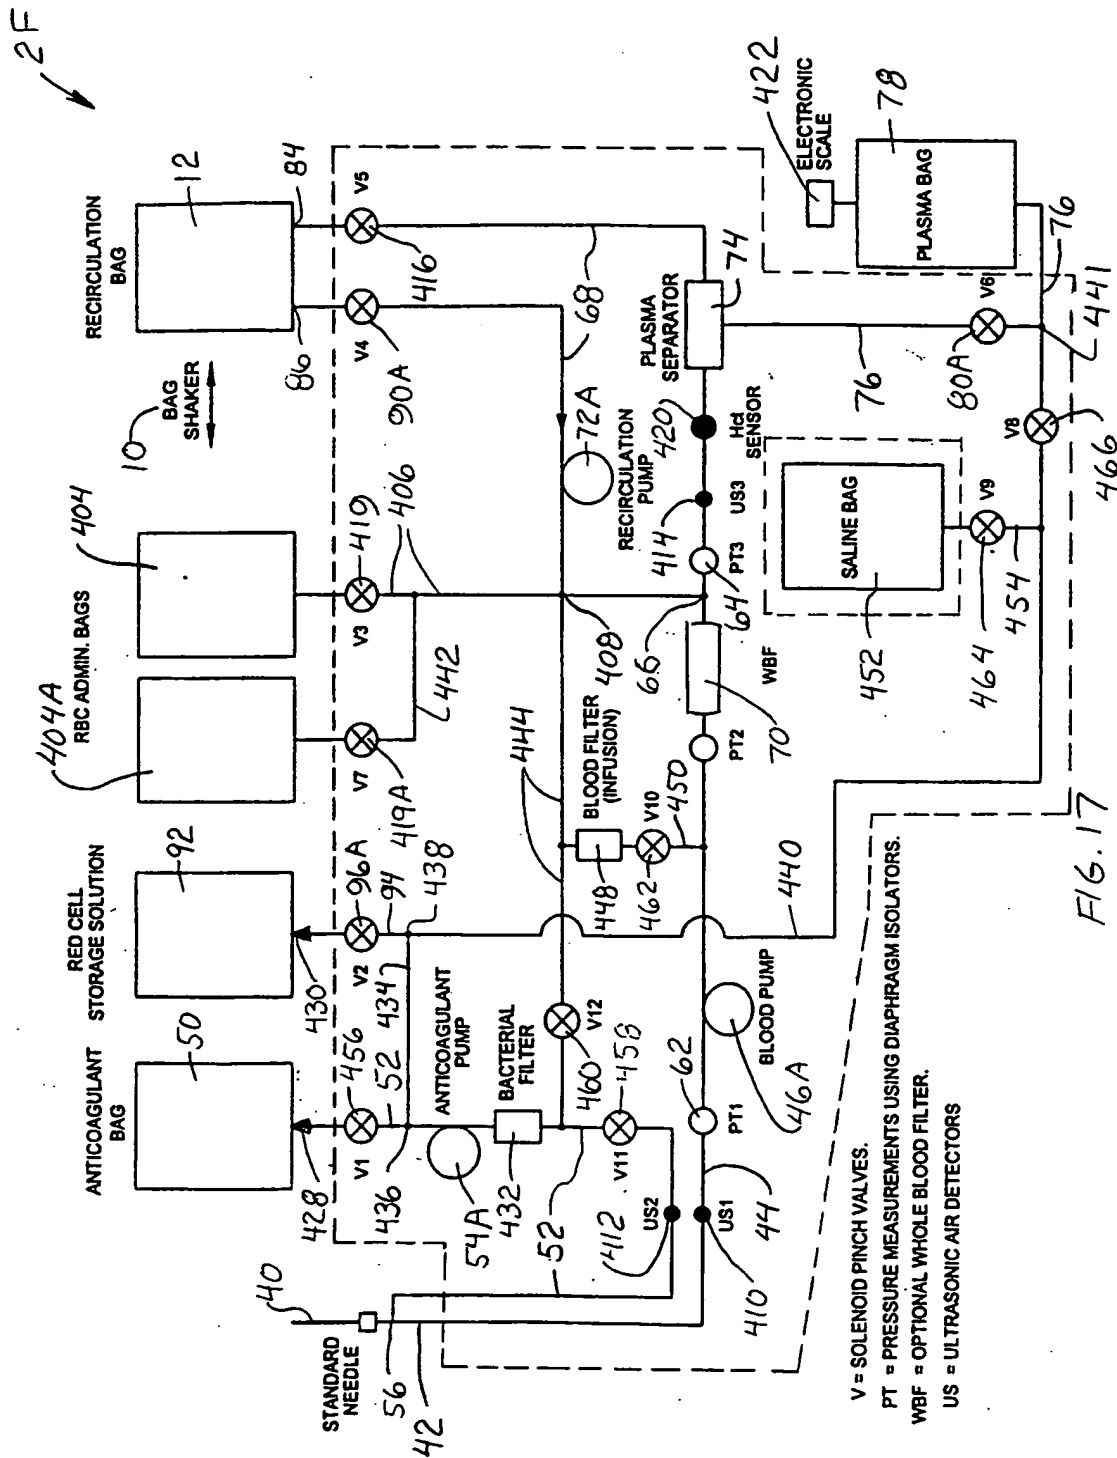 2F
RECIRCULATION
BAG
12
84
86
V5
416
V4
90A
10
BAG
SHAKER
404
404A
RBC ADMIN. BAGS
V3
419
406
V7
419A
442
RED CELL
STORAGE SOLUTION
92
430
V2
96A
94
434
438
ANTICOAGULANT
BAG
50
428
V1
456
52
436
ANTICOAGULANT
PUMP
54A
BACTERIAL
FILTER
432
52
V11
458
V12
460
444
BLOOD FILTER
(INFUSION)
448
V10
462
450
408
68
68
72A
RECIRCULATION
PUMP
PLASMA
SEPARATOR
74
Hct
SENSOR
420
US3
414
PT3
64
66
WBF
70
PT2
BLOOD PUMP
46A
62
PT1
44
US1
410
US2
412
52
56
40
STANDARD
NEEDLE
42
ELECTRONIC
SCALE
422
PLASMA BAG
78
76
76
V6
80A
441
V8
466
SALINE BAG
452
V9
464
454
440
V = SOLENOID PINCH VALVES.
PT = PRESSURE MEASUREMENTS USING DIAPHRAGM ISOLATORS.
WBF = OPTIONAL WHOLE BLOOD FILTER.
US = ULTRASONIC AIR DETECTORS
FIG. 17